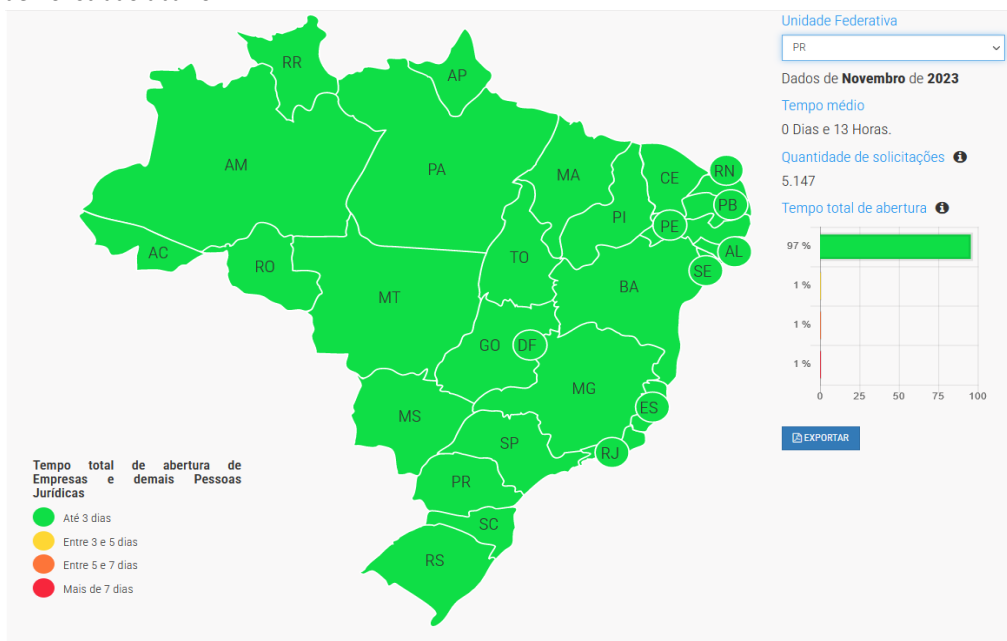 Unidade Federativa
PR
Dados de Novembro de 2023
Tempo médio
0 Dias e 13 Horas.
Quantidade de solicitações
5.147
Tempo total de abertura
97 %
1 %
1 %
1 %
0 25 50 75 100
EXPORTAR
RR
AP
AM
PA
MA
CE
RN
PB
PI
PE
AL
AC
RO
TO
SE
BA
MT
GO
DF
MG
MS
ES
SP
RJ
PR
SC
RS
Tempo total de abertura de
Empresas e demais Pessoas
Jurídicas
Até 3 dias
Entre 3 e 5 dias
Entre 5 e 7 dias
Mais de 7 dias